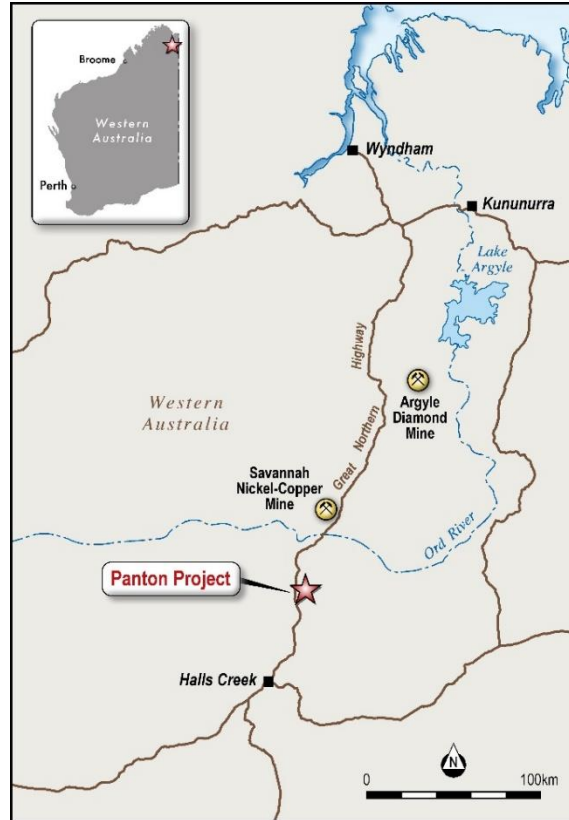 Broome
Western
Australia
Perth
Wyndham
Kununurra
Lake
Argyle
Great Northern Highway
Argyle
Diamond
Mine
Western
Australia
Savannah
Nickel-Copper
Mine
Ord River
Panton Project
Halls Creek
N
0 100km